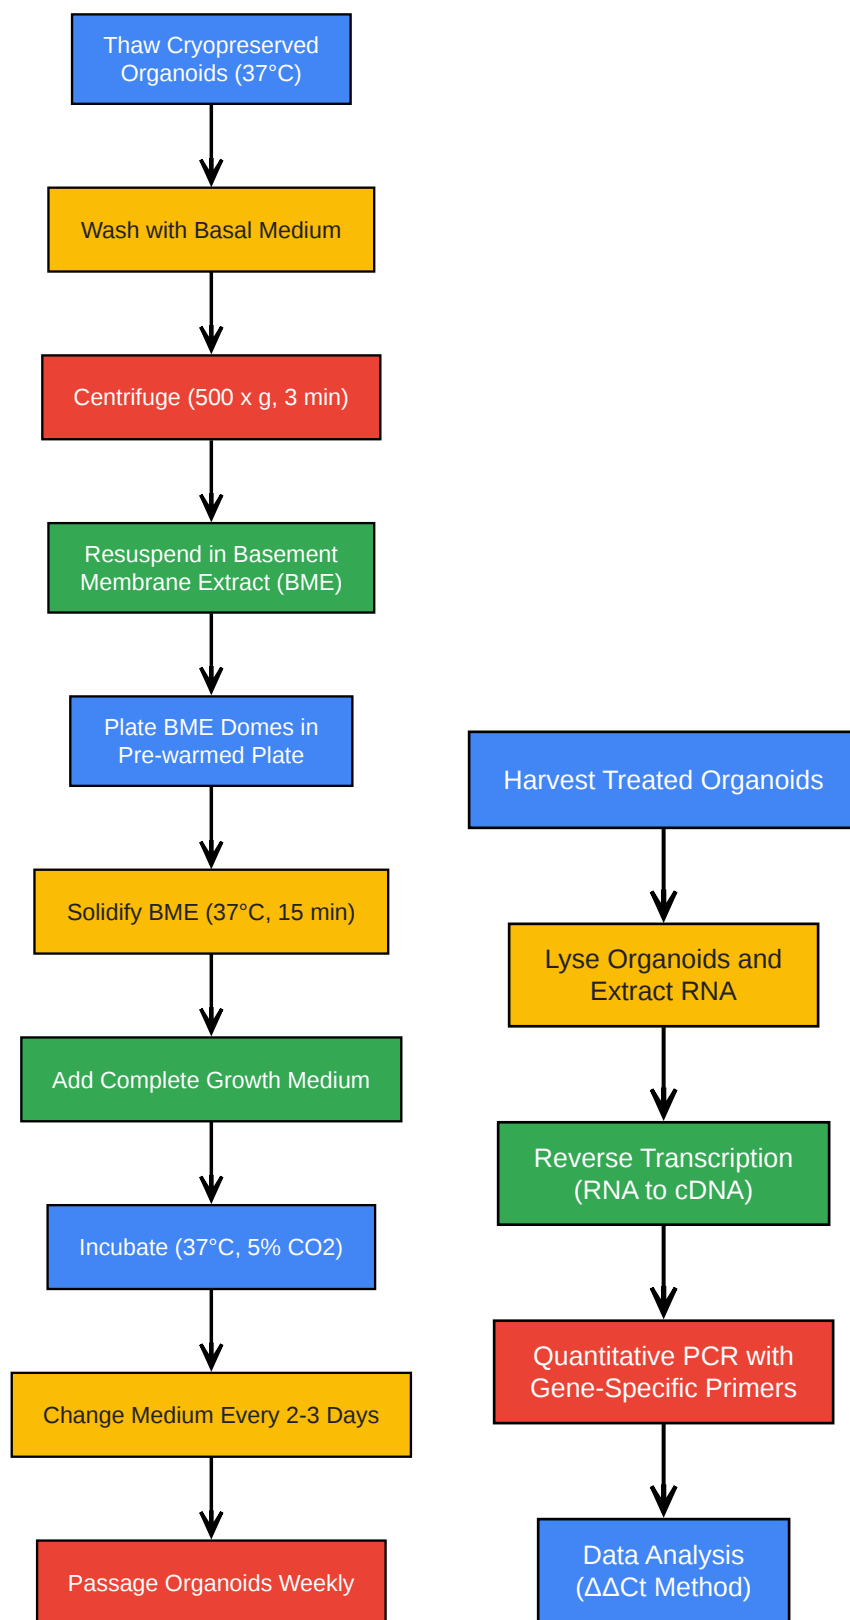 Thaw Cryopreserved
Organoids (37°C)
Wash with Basal Medium
Centrifuge (500 x g, 3 min)
Resuspend in Basement
Membrane Extract (BME)
Plate BME Domes in
Pre-warmed Plate
Solidify BME (37°C, 15 min)
Add Complete Growth Medium
Incubate (37°C, 5% CO2)
Change Medium Every 2-3 Days
Passage Organoids Weekly
Harvest Treated Organoids
Lyse Organoids and
Extract RNA
Reverse Transcription
(RNA to cDNA)
Quantitative PCR with
Gene-Specific Primers
Data Analysis
(ΔΔCt Method)